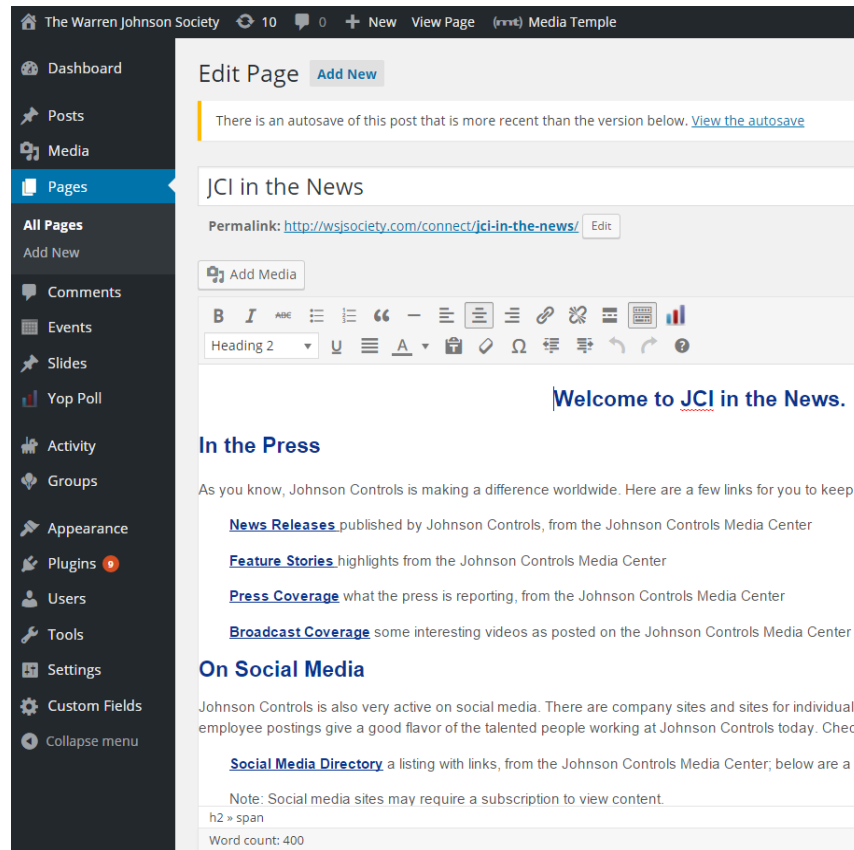 The Warren Johnson Society 10 0 New View Page (mt) Media Temple
Dashboard
Posts
Media
Pages
All Pages
Add New
Comments
Events
Slides
Yop Poll
Activity
Groups
Appearance
Plugins 9
Users
Tools
Settings
Custom Fields
Collapse menu
Edit Page Add New
There is an autosave of this post that is more recent than the version below. View the autosave
JCI in the News
Permalink: http://wsjsociety.com/connect/jci-in-the-news/ Edit
Add Media
B I ABC
Heading 2 U A Ω
Welcome to JCI in the News.
In the Press
As you know, Johnson Controls is making a difference worldwide. Here are a few links for you to keep
News Releases published by Johnson Controls, from the Johnson Controls Media Center
Feature Stories highlights from the Johnson Controls Media Center
Press Coverage what the press is reporting, from the Johnson Controls Media Center
Broadcast Coverage some interesting videos as posted on the Johnson Controls Media Center
On Social Media
Johnson Controls is also very active on social media. There are company sites and sites for individual
employee postings give a good flavor of the talented people working at Johnson Controls today. Chec
Social Media Directory a listing with links, from the Johnson Controls Media Center; below are a
Note: Social media sites may require a subscription to view content.
h2 » span
Word count: 400